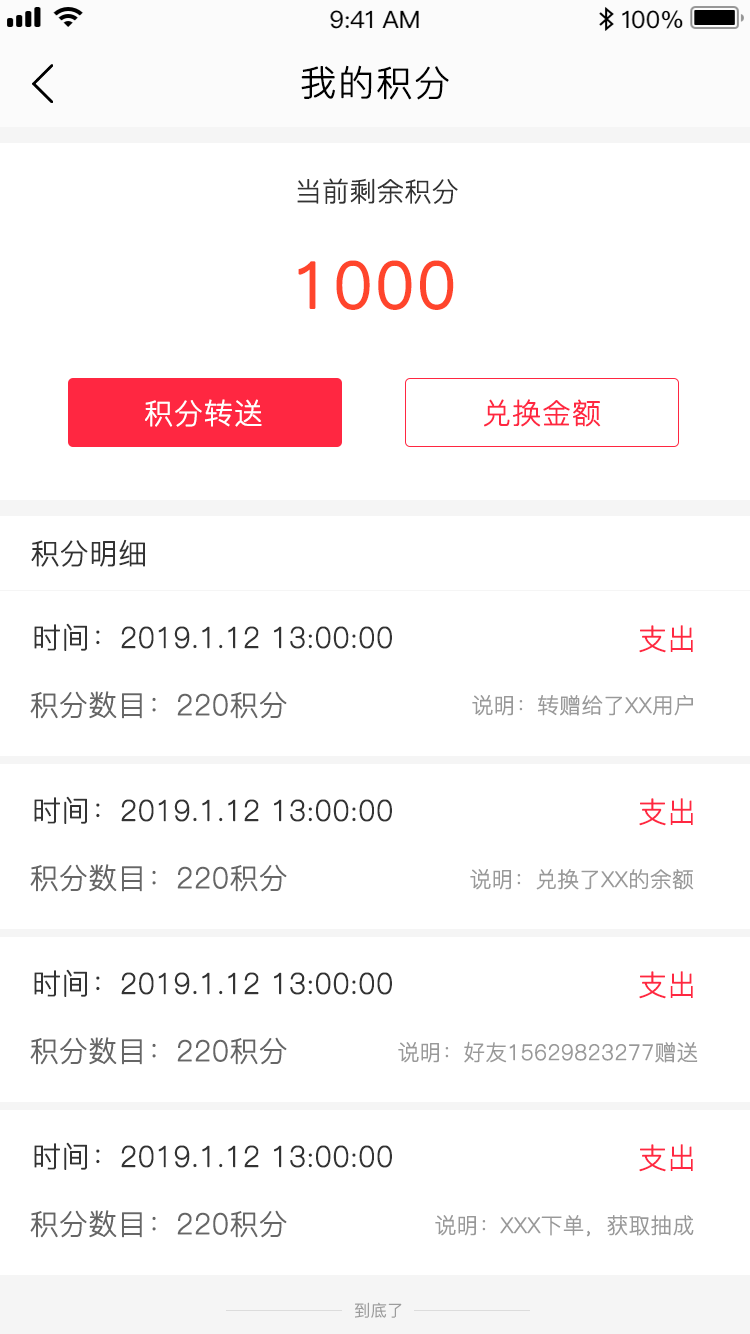 9:41 AM 100%
我的积分
当前剩余积分
1000
积分转送 兑换金额
积分明细
时间：2019.1.12 13:00:00 支出
积分数目：220积分 说明：转赠给了XX用户
时间：2019.1.12 13:00:00 支出
积分数目：220积分 说明：兑换了XX的余额
时间：2019.1.12 13:00:00 支出
积分数目：220积分 说明：好友15629823277赠送
时间：2019.1.12 13:00:00 支出
积分数目：220积分 说明：XXX下单，获取抽成
到底了